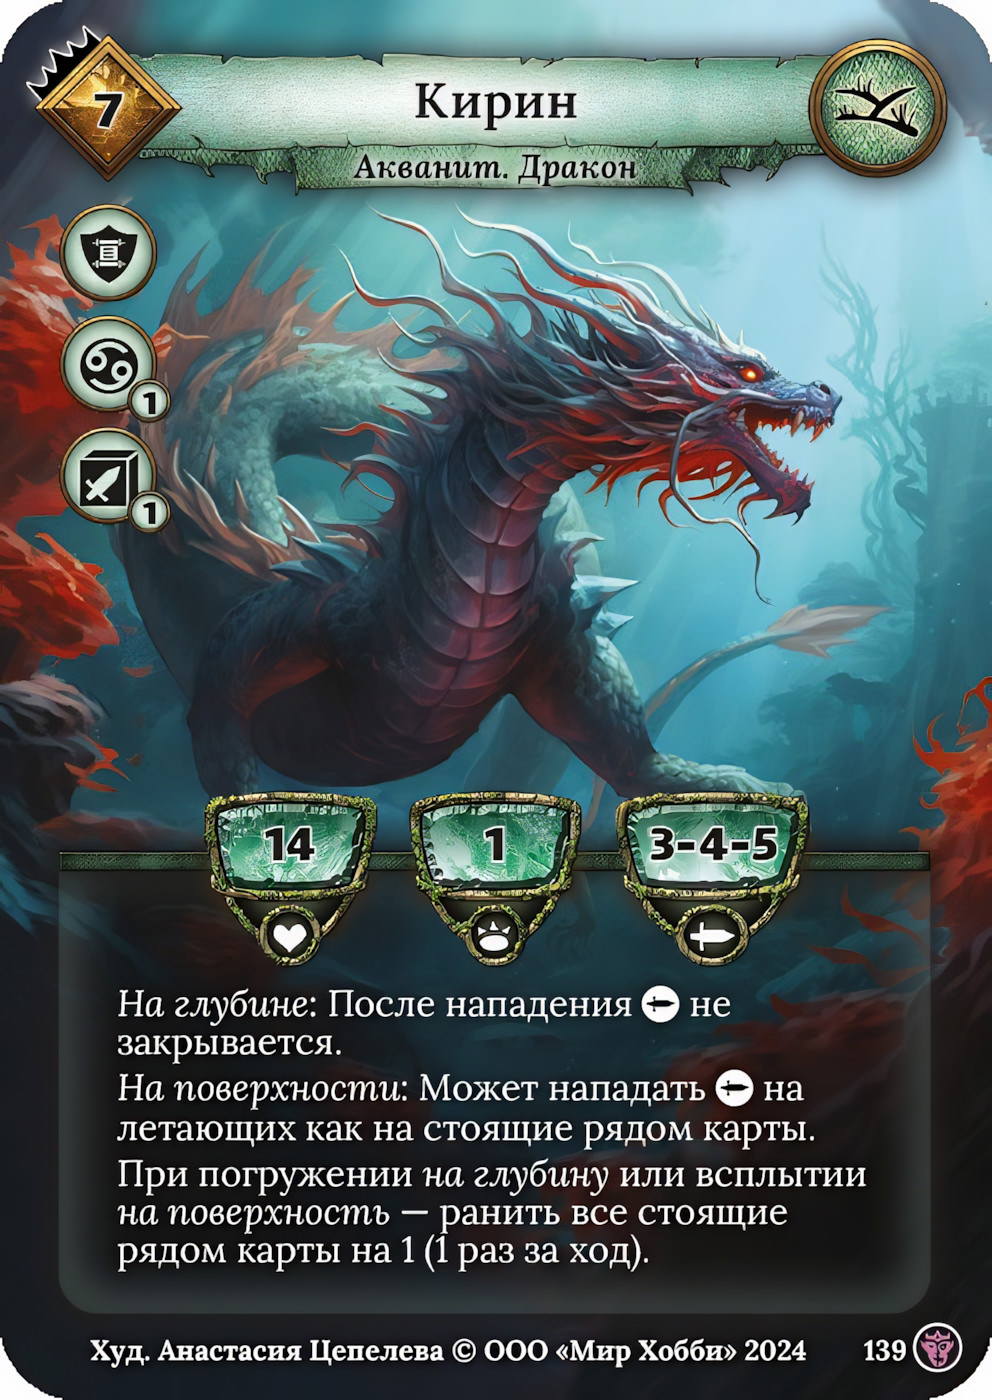 7
Кирин
Акванит. Дракон
1
1
14
1
3-4-5
На глубине: После нападения не
закрывается.
На поверхности: Может нападать на
летающих как на стоящие рядом карты.
При погружении на глубину или всплытии
на поверхность — ранить все стоящие
рядом карты на 1 (1 раз за ход).
Худ. Анастасия Цепелева © ООО «Мир Хобби» 2024
139